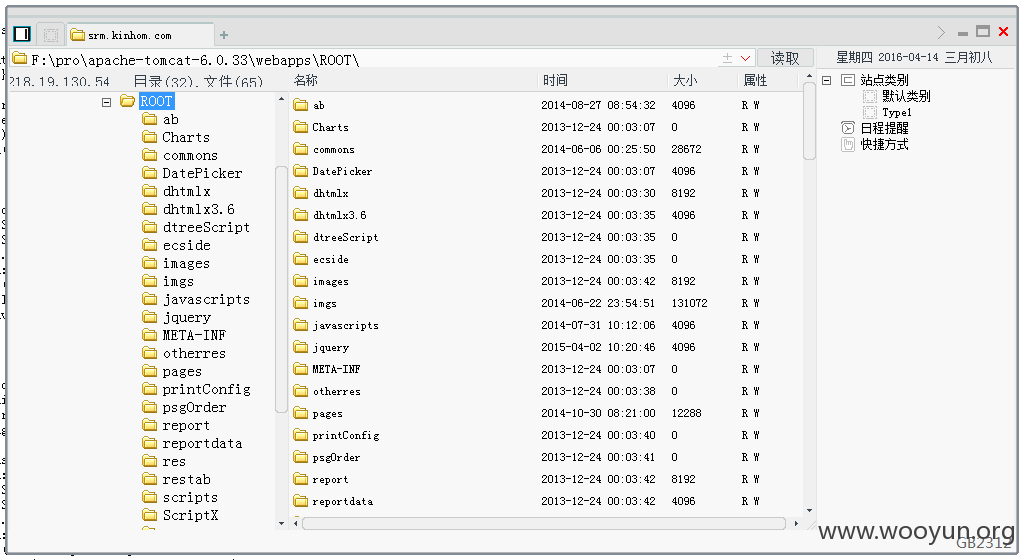 srm.kinhom.com
F:\pro\apache-tomcat-6.0.33\webapps\ROOT\ 读取 星期四 2016-04-14 三月初八
218.19.130.54 目录(32),文件(65) 名称 时间 大小 属性
ROOT
ab
Charts
commons
DatePicker
dhtmlx
dhtmlx3.6
dtreeScript
ecside
images
imgs
javascripts
jquery
META-INF
otherres
pages
printConfig
psgOrder
report
reportdata
res
restab
scripts
ScriptX
ab 2014-08-27 08:54:32 4096 R W
Charts 2013-12-24 00:03:07 0 R W
commons 2014-06-06 00:25:50 28672 R W
DatePicker 2013-12-24 00:03:07 4096 R W
dhtmlx 2013-12-24 00:03:30 8192 R W
dhtmlx3.6 2013-12-24 00:03:35 4096 R W
dtreeScript 2013-12-24 00:03:35 0 R W
ecside 2013-12-24 00:03:35 0 R W
images 2013-12-24 00:03:42 8192 R W
imgs 2014-06-22 23:54:51 131072 R W
javascripts 2014-07-31 10:12:06 4096 R W
jquery 2015-04-02 10:20:46 4096 R W
META-INF 2013-12-24 00:03:07 0 R W
otherres 2013-12-24 00:03:38 0 R W
pages 2014-10-30 08:21:00 12288 R W
printConfig 2013-12-24 00:03:40 0 R W
psgOrder 2013-12-24 00:03:41 0 R W
report 2013-12-24 00:03:42 8192 R W
reportdata 2013-12-24 00:03:42 4096 R W
站点类别
默认类别
Type1
日程提醒
快捷方式
www.wooyun.org
GB2312